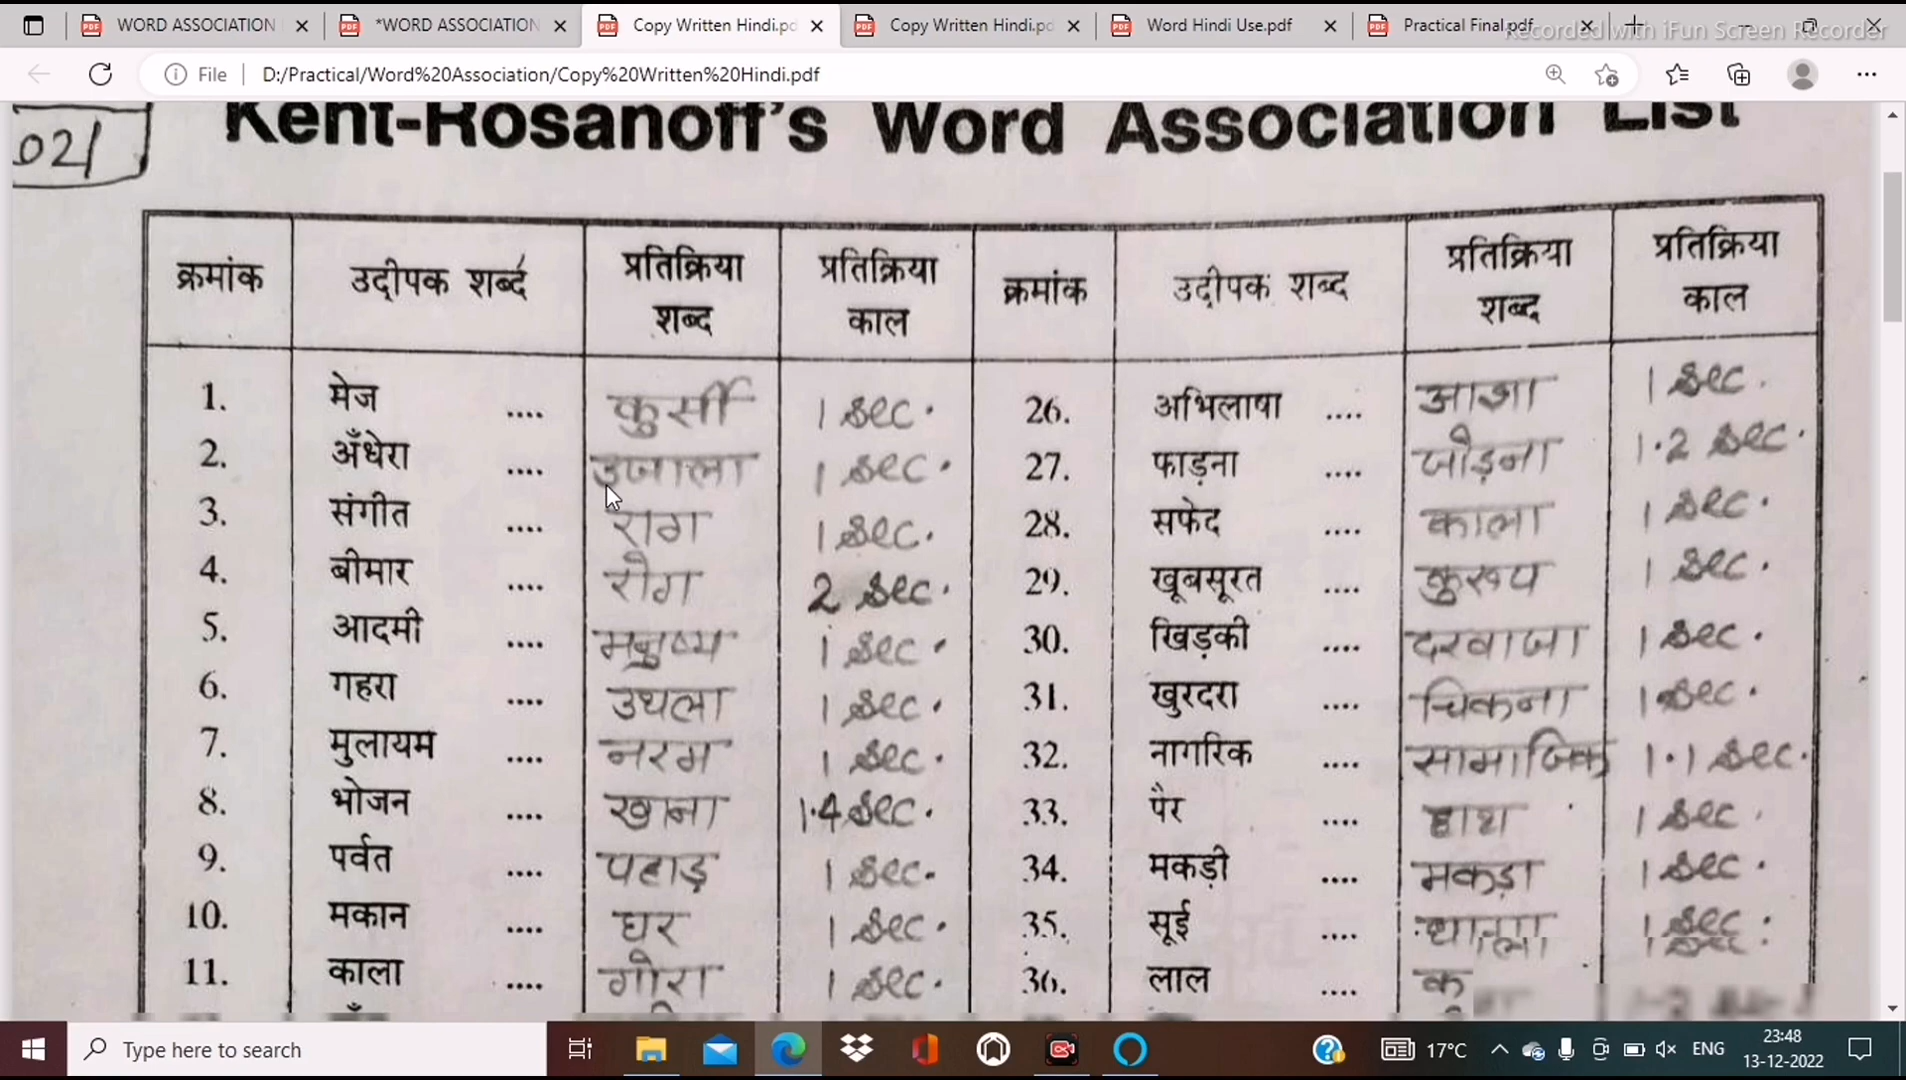 WORD ASSOCIATION
*WORD ASSOCIATION
Copy Written Hindi.pd
Copy Written Hindi.pd
Word Hindi Use.pdf
Practical Final.pdf
Recorded with iFun Screen Recorder
File D:/Practical/Word%20Association/Copy%20Written%20Hindi.pdf
Kent-Rosanoff's Word Association List
021
क्रमांक उद्दीपक शब्द प्रतिक्रिया शब्द प्रतिक्रिया काल क्रमांक उद्दीपक शब्द प्रतिक्रिया शब्द प्रतिक्रिया काल
1. मेज .... कुर्सी 1 sec. 26. अभिलाषा .... 1 sec.
2. अँधेरा .... उजाला 1 sec. 27. फाड़ना .... जोड़ना 1.2 sec.
3. संगीत .... राग 1 sec. 28. सफेद .... काला 1 sec.
4. बीमार .... रोग 2 sec. 29. खूबसूरत .... कुरूप 1 sec.
5. आदमी .... मनुष्य 1 sec. 30. खिड़की .... दरवाजा 1 sec.
6. गहरा .... उथला 1 sec. 31. खुरदरा .... चिकना 1 sec.
7. मुलायम .... नरम 1 sec. 32. नागरिक .... सामाजिक 1.1 sec.
8. भोजन .... खाना 1.4 sec. 33. पैर .... हाथ 1 sec.
9. पर्वत .... पहाड़ 1 sec. 34. मकड़ी .... मकड़ा 1 sec.
10. मकान .... घर 1 sec. 35. सूई .... 1 sec.
11. काला .... गोरा 1 sec. 36. लाल ....
Type here to search
17°C
ENG
23:48
13-12-2022